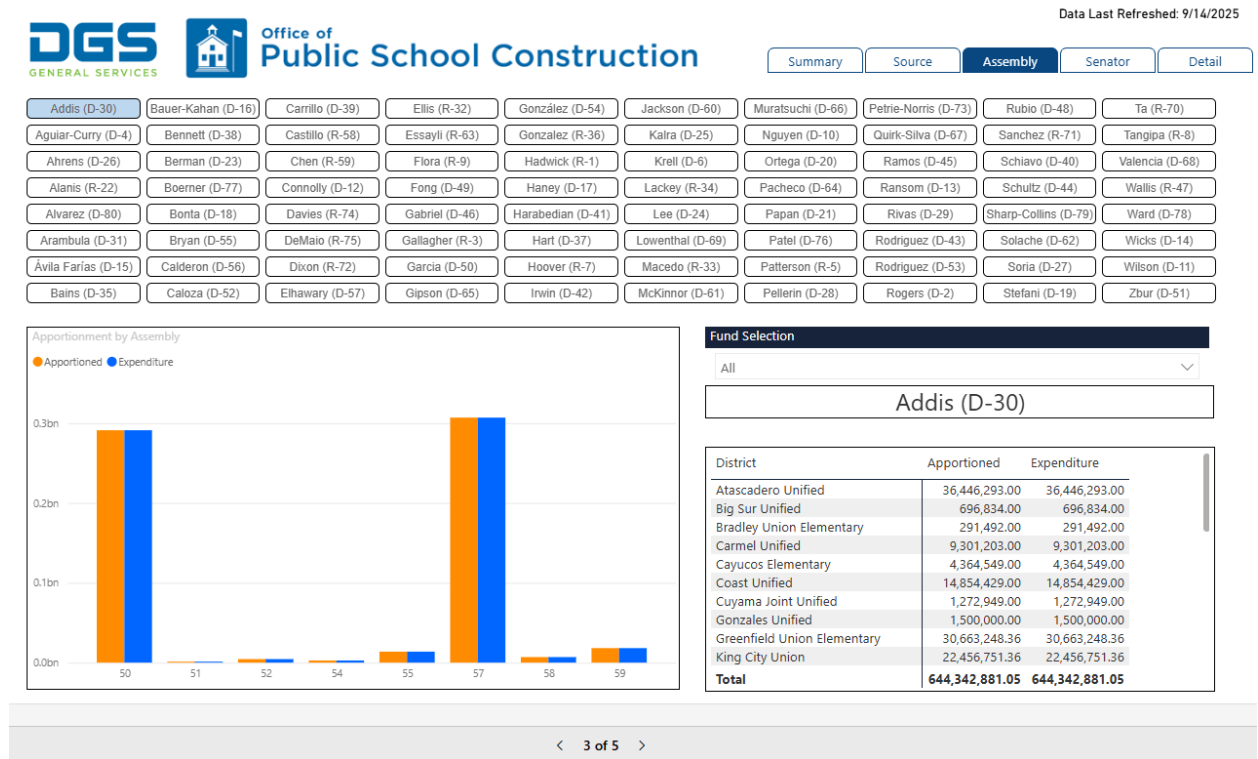 Data Last Refreshed: 9/14/2025
DGS
GENERAL SERVICES
Office of
Public School Construction
Summary Source Assembly Senator Detail
Addis (D-30) Bauer-Kahan (D-16) Carrillo (D-39) Ellis (R-32) González (D-54) Jackson (D-60) Muratsuchi (D-66) Petrie-Norris (D-73) Rubio (D-48) Ta (R-70)
Aguiar-Curry (D-4) Bennett (D-38) Castillo (R-58) Essayli (R-63) Gonzalez (R-36) Kalra (D-25) Nguyen (D-10) Quirk-Silva (D-67) Sanchez (R-71) Tangipa (R-8)
Ahrens (D-26) Berman (D-23) Chen (R-59) Flora (R-9) Hadwick (R-1) Krell (D-6) Ortega (D-20) Ramos (D-45) Schiavo (D-40) Valencia (D-68)
Alanis (R-22) Boerner (D-77) Connolly (D-12) Fong (D-49) Haney (D-17) Lackey (R-34) Pacheco (D-64) Ransom (D-13) Schultz (D-44) Wallis (R-47)
Alvarez (D-80) Bonta (D-18) Davies (R-74) Gabriel (D-46) Harabedian (D-41) Lee (D-24) Papan (D-21) Rivas (D-29) Sharp-Collins (D-79) Ward (D-78)
Arambula (D-31) Bryan (D-55) DeMaio (R-75) Gallagher (R-3) Hart (D-37) Lowenthal (D-69) Patel (D-76) Rodriguez (D-43) Solache (D-62) Wicks (D-14)
Ávila Farías (D-15) Calderon (D-56) Dixon (R-72) Garcia (D-50) Hoover (R-7) Macedo (R-33) Patterson (R-5) Rodriguez (D-53) Soria (D-27) Wilson (D-11)
Bains (D-35) Caloza (D-52) Elhawary (D-57) Gipson (D-65) Irwin (D-42) McKinnor (D-61) Pellerin (D-28) Rogers (D-2) Stefani (D-19) Zbur (D-51)
Apportionment by Assembly
Apportioned Expenditure
0.3bn
0.2bn
0.1bn
0.0bn
50 51 52 54 55 57 58 59
Fund Selection
All
Addis (D-30)
District Apportioned Expenditure
Atascadero Unified 36,446,293.00 36,446,293.00
Big Sur Unified 696,834.00 696,834.00
Bradley Union Elementary 291,492.00 291,492.00
Carmel Unified 9,301,203.00 9,301,203.00
Cayucos Elementary 4,364,549.00 4,364,549.00
Coast Unified 14,854,429.00 14,854,429.00
Cuyama Joint Unified 1,272,949.00 1,272,949.00
Gonzales Unified 1,500,000.00 1,500,000.00
Greenfield Union Elementary 30,663,248.36 30,663,248.36
King City Union 22,456,751.36 22,456,751.36
Total 644,342,881.05 644,342,881.05
3 of 5